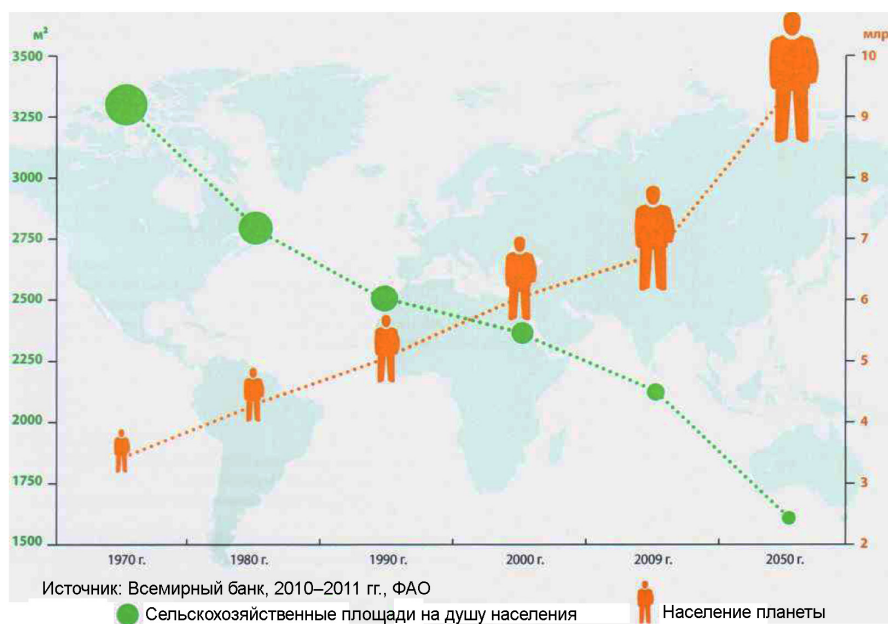 м²
млр
3500
10
3250
9
3000
8
2750
7
2500
6
2250
5
2000
4
1750
3
1500
2
1970 г.
1980 г.
1990 г.
2000 г.
2009 г.
2050 г.
Источник: Всемирный банк, 2010–2011 гг., ФАО
Сельскохозяйственные площади на душу населения
Население планеты